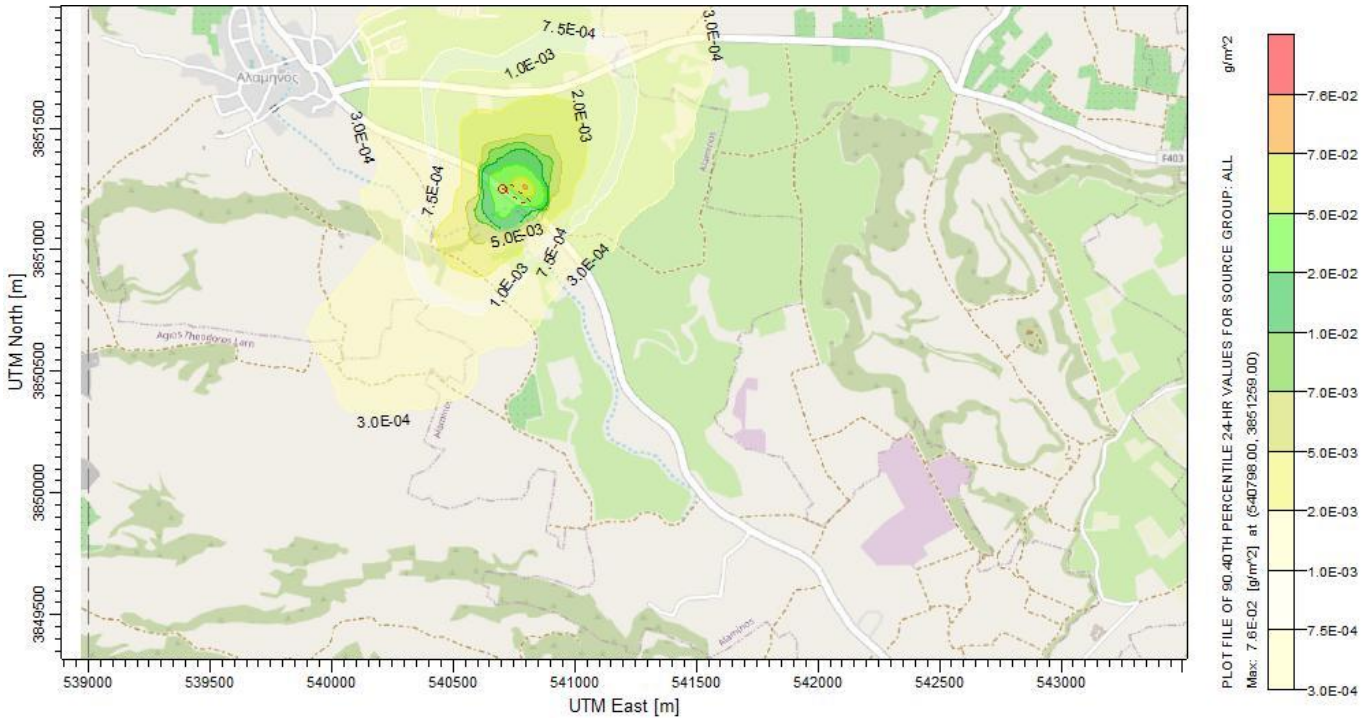 7.5E-04
3.0E-04
1.0E-03
Αλαμηνος
2.0E-03
3.0E-04
Alaminos
F403
7.5E-04
5.0E-03
7.5E-04
3.0E-04
1.0E-03
Agios Theodoros Larn
3.0E-04
Alaminos
Alaminos
UTM North [m]
3851500
3851000
3850500
3850000
3849500
539000
539500
540000
540500
541000
541500
542000
542500
543000
UTM East [m]
PLOT FILE OF 90.40TH PERCENTILE 24-HR VALUES FOR SOURCE GROUP: ALL
g/m^2
Max: 7.6E-02 [g/m^2] at (540798.00, 3851259.00)
7.6E-02
7.0E-02
5.0E-02
2.0E-02
1.0E-02
7.0E-03
5.0E-03
2.0E-03
1.0E-03
7.5E-04
3.0E-04